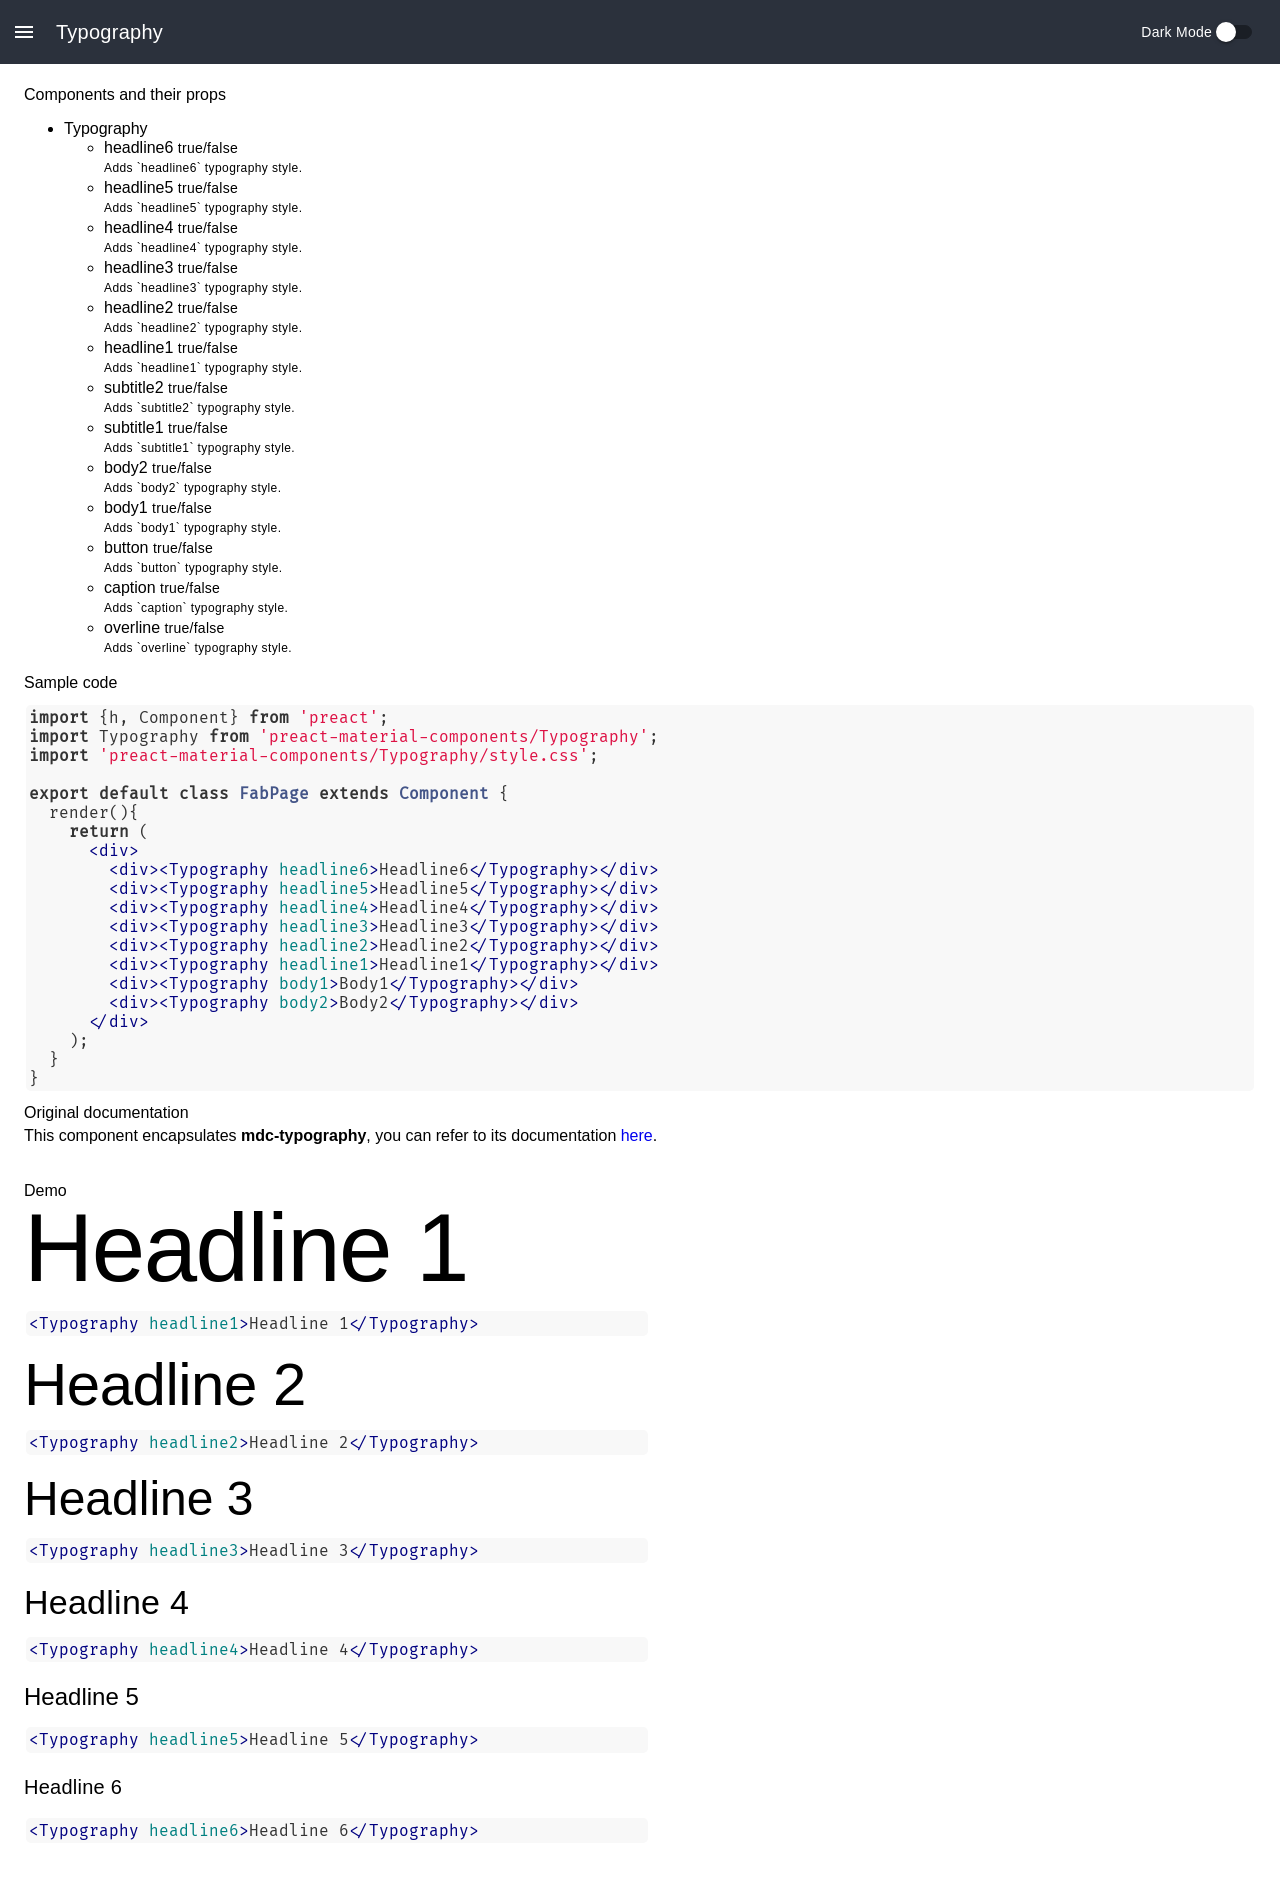 Typography
Dark Mode
Components and their props
Typography
headline6 true/false
Adds `headline6` typography style.
headline5 true/false
Adds `headline5` typography style.
headline4 true/false
Adds `headline4` typography style.
headline3 true/false
Adds `headline3` typography style.
headline2 true/false
Adds `headline2` typography style.
headline1 true/false
Adds `headline1` typography style.
subtitle2 true/false
Adds `subtitle2` typography style.
subtitle1 true/false
Adds `subtitle1` typography style.
body2 true/false
Adds `body2` typography style.
body1 true/false
Adds `body1` typography style.
button true/false
Adds `button` typography style.
caption true/false
Adds `caption` typography style.
overline true/false
Adds `overline` typography style.
Sample code
import {h, Component} from 'preact';
import Typography from 'preact-material-components/Typography';
import 'preact-material-components/Typography/style.css';
export default class FabPage extends Component {
  render(){
    return (
      <div>
        <div><Typography headline6>Headline6</Typography></div>
        <div><Typography headline5>Headline5</Typography></div>
        <div><Typography headline4>Headline4</Typography></div>
        <div><Typography headline3>Headline3</Typography></div>
        <div><Typography headline2>Headline2</Typography></div>
        <div><Typography headline1>Headline1</Typography></div>
        <div><Typography body1>Body1</Typography></div>
        <div><Typography body2>Body2</Typography></div>
      </div>
    );
  }
}
Original documentation
This component encapsulates mdc-typography, you can refer to its documentation here.
Demo
Headline 1
<Typography headline1>Headline 1</Typography>
Headline 2
<Typography headline2>Headline 2</Typography>
Headline 3
<Typography headline3>Headline 3</Typography>
Headline 4
<Typography headline4>Headline 4</Typography>
Headline 5
<Typography headline5>Headline 5</Typography>
Headline 6
<Typography headline6>Headline 6</Typography>